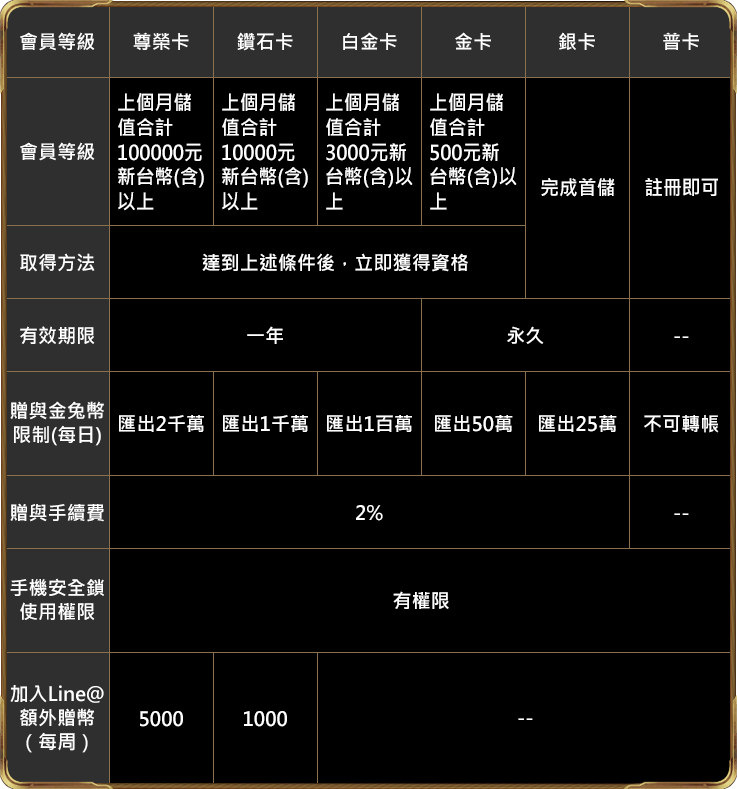 會員等級 尊榮卡 鑽石卡 白金卡 金卡 銀卡 普卡
會員等級
上個月儲
值合計
100000元
新台幣(含)
以上
上個月儲
值合計
10000元
新台幣(含)
以上
上個月儲
值合計
3000元新
台幣(含)以
上
上個月儲
值合計
500元新
台幣(含)以
上
完成首儲
註冊即可
取得方法
達到上述條件後，立即獲得資格
有效期限 一年 永久 --
贈與金兔幣
限制(每日)
匯出2千萬 匯出1千萬 匯出1百萬 匯出50萬 匯出25萬 不可轉帳
贈與手續費 2% --
手機安全鎖
使用權限
有權限
加入Line@
額外贈幣
(每周)
5000 1000 --